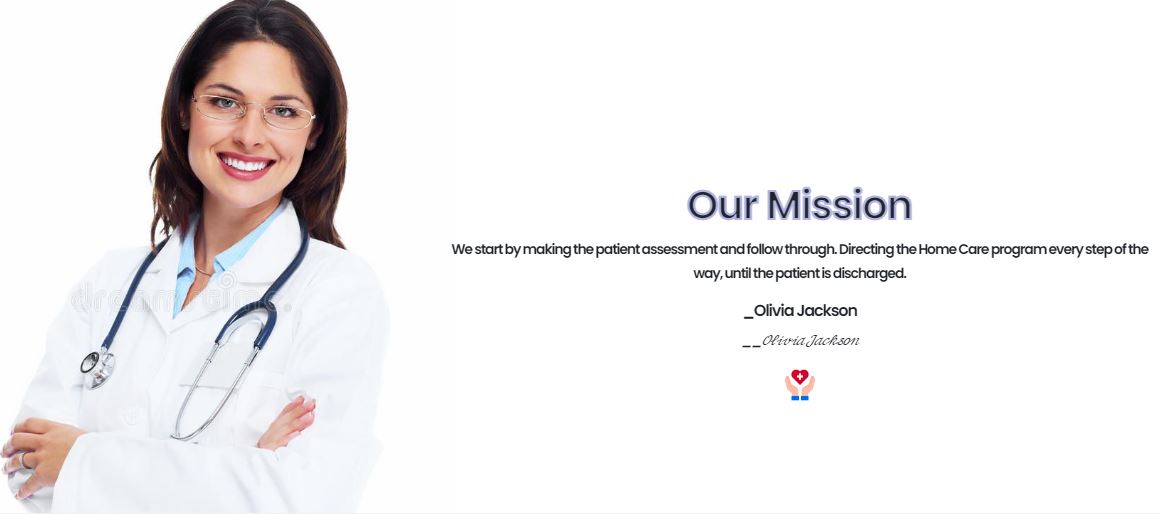 Our Mission
We start by making the patient assessment and follow through. Directing the Home Care program every step of the
way, until the patient is discharged.
_Olivia Jackson
__Olivia Jackson
dreamstime.